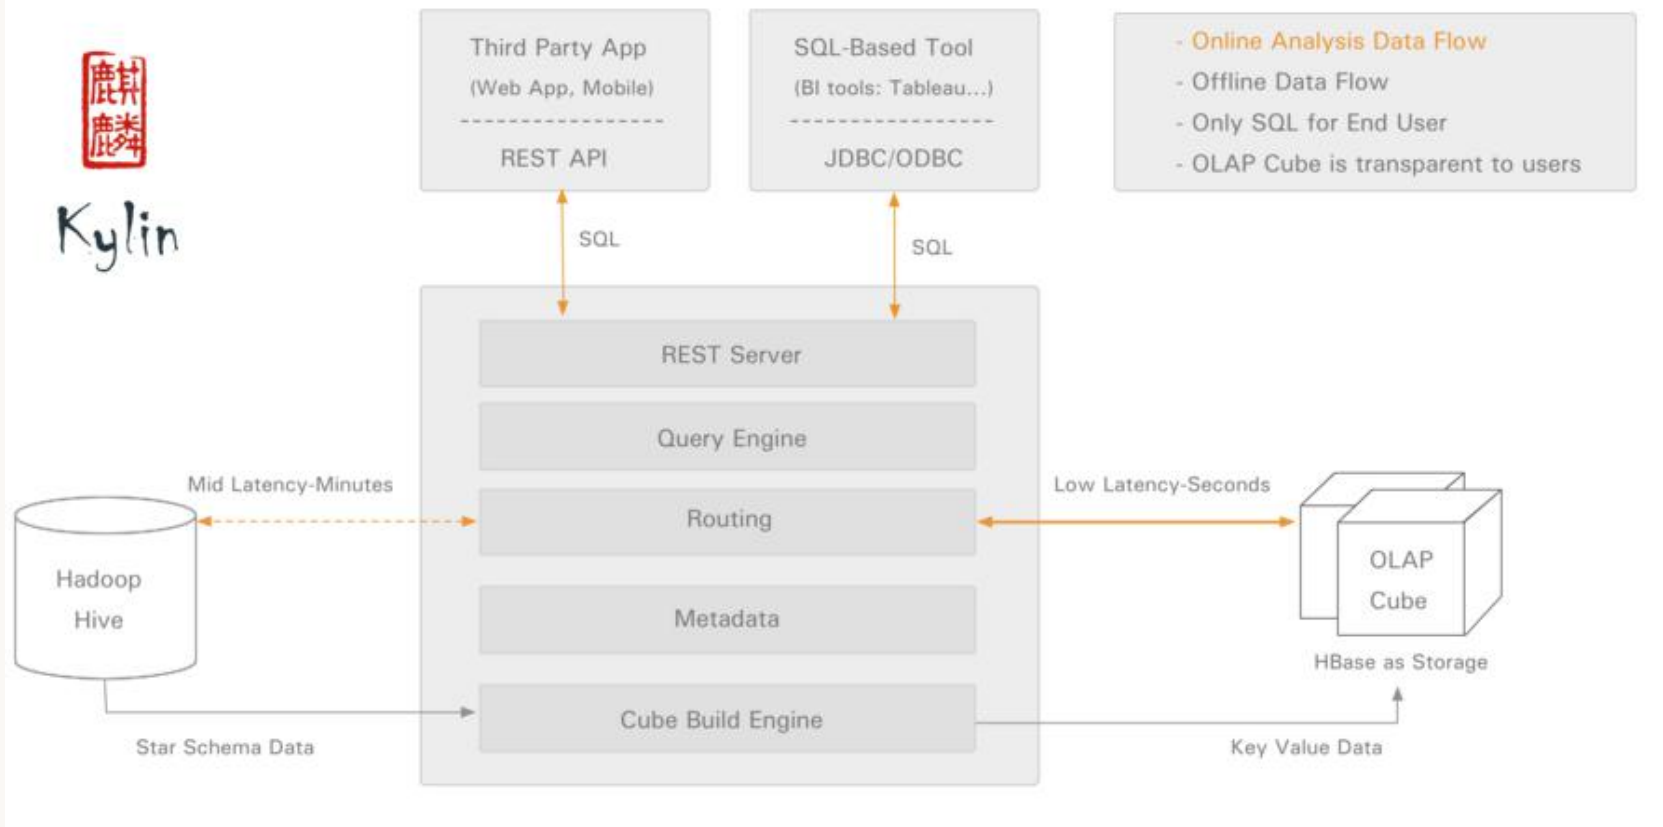 麒
麟
Kylin
Third Party App
(Web App, Mobile)
REST API
SQL-Based Tool
(BI tools: Tableau...)
JDBC/ODBC
- Online Analysis Data Flow
- Offline Data Flow
- Only SQL for End User
- OLAP Cube is transparent to users
SQL
SQL
REST Server
Query Engine
Mid Latency-Minutes
Low Latency-Seconds
Routing
Hadoop
Hive
OLAP
Cube
Metadata
HBase as Storage
Cube Build Engine
Star Schema Data
Key Value Data